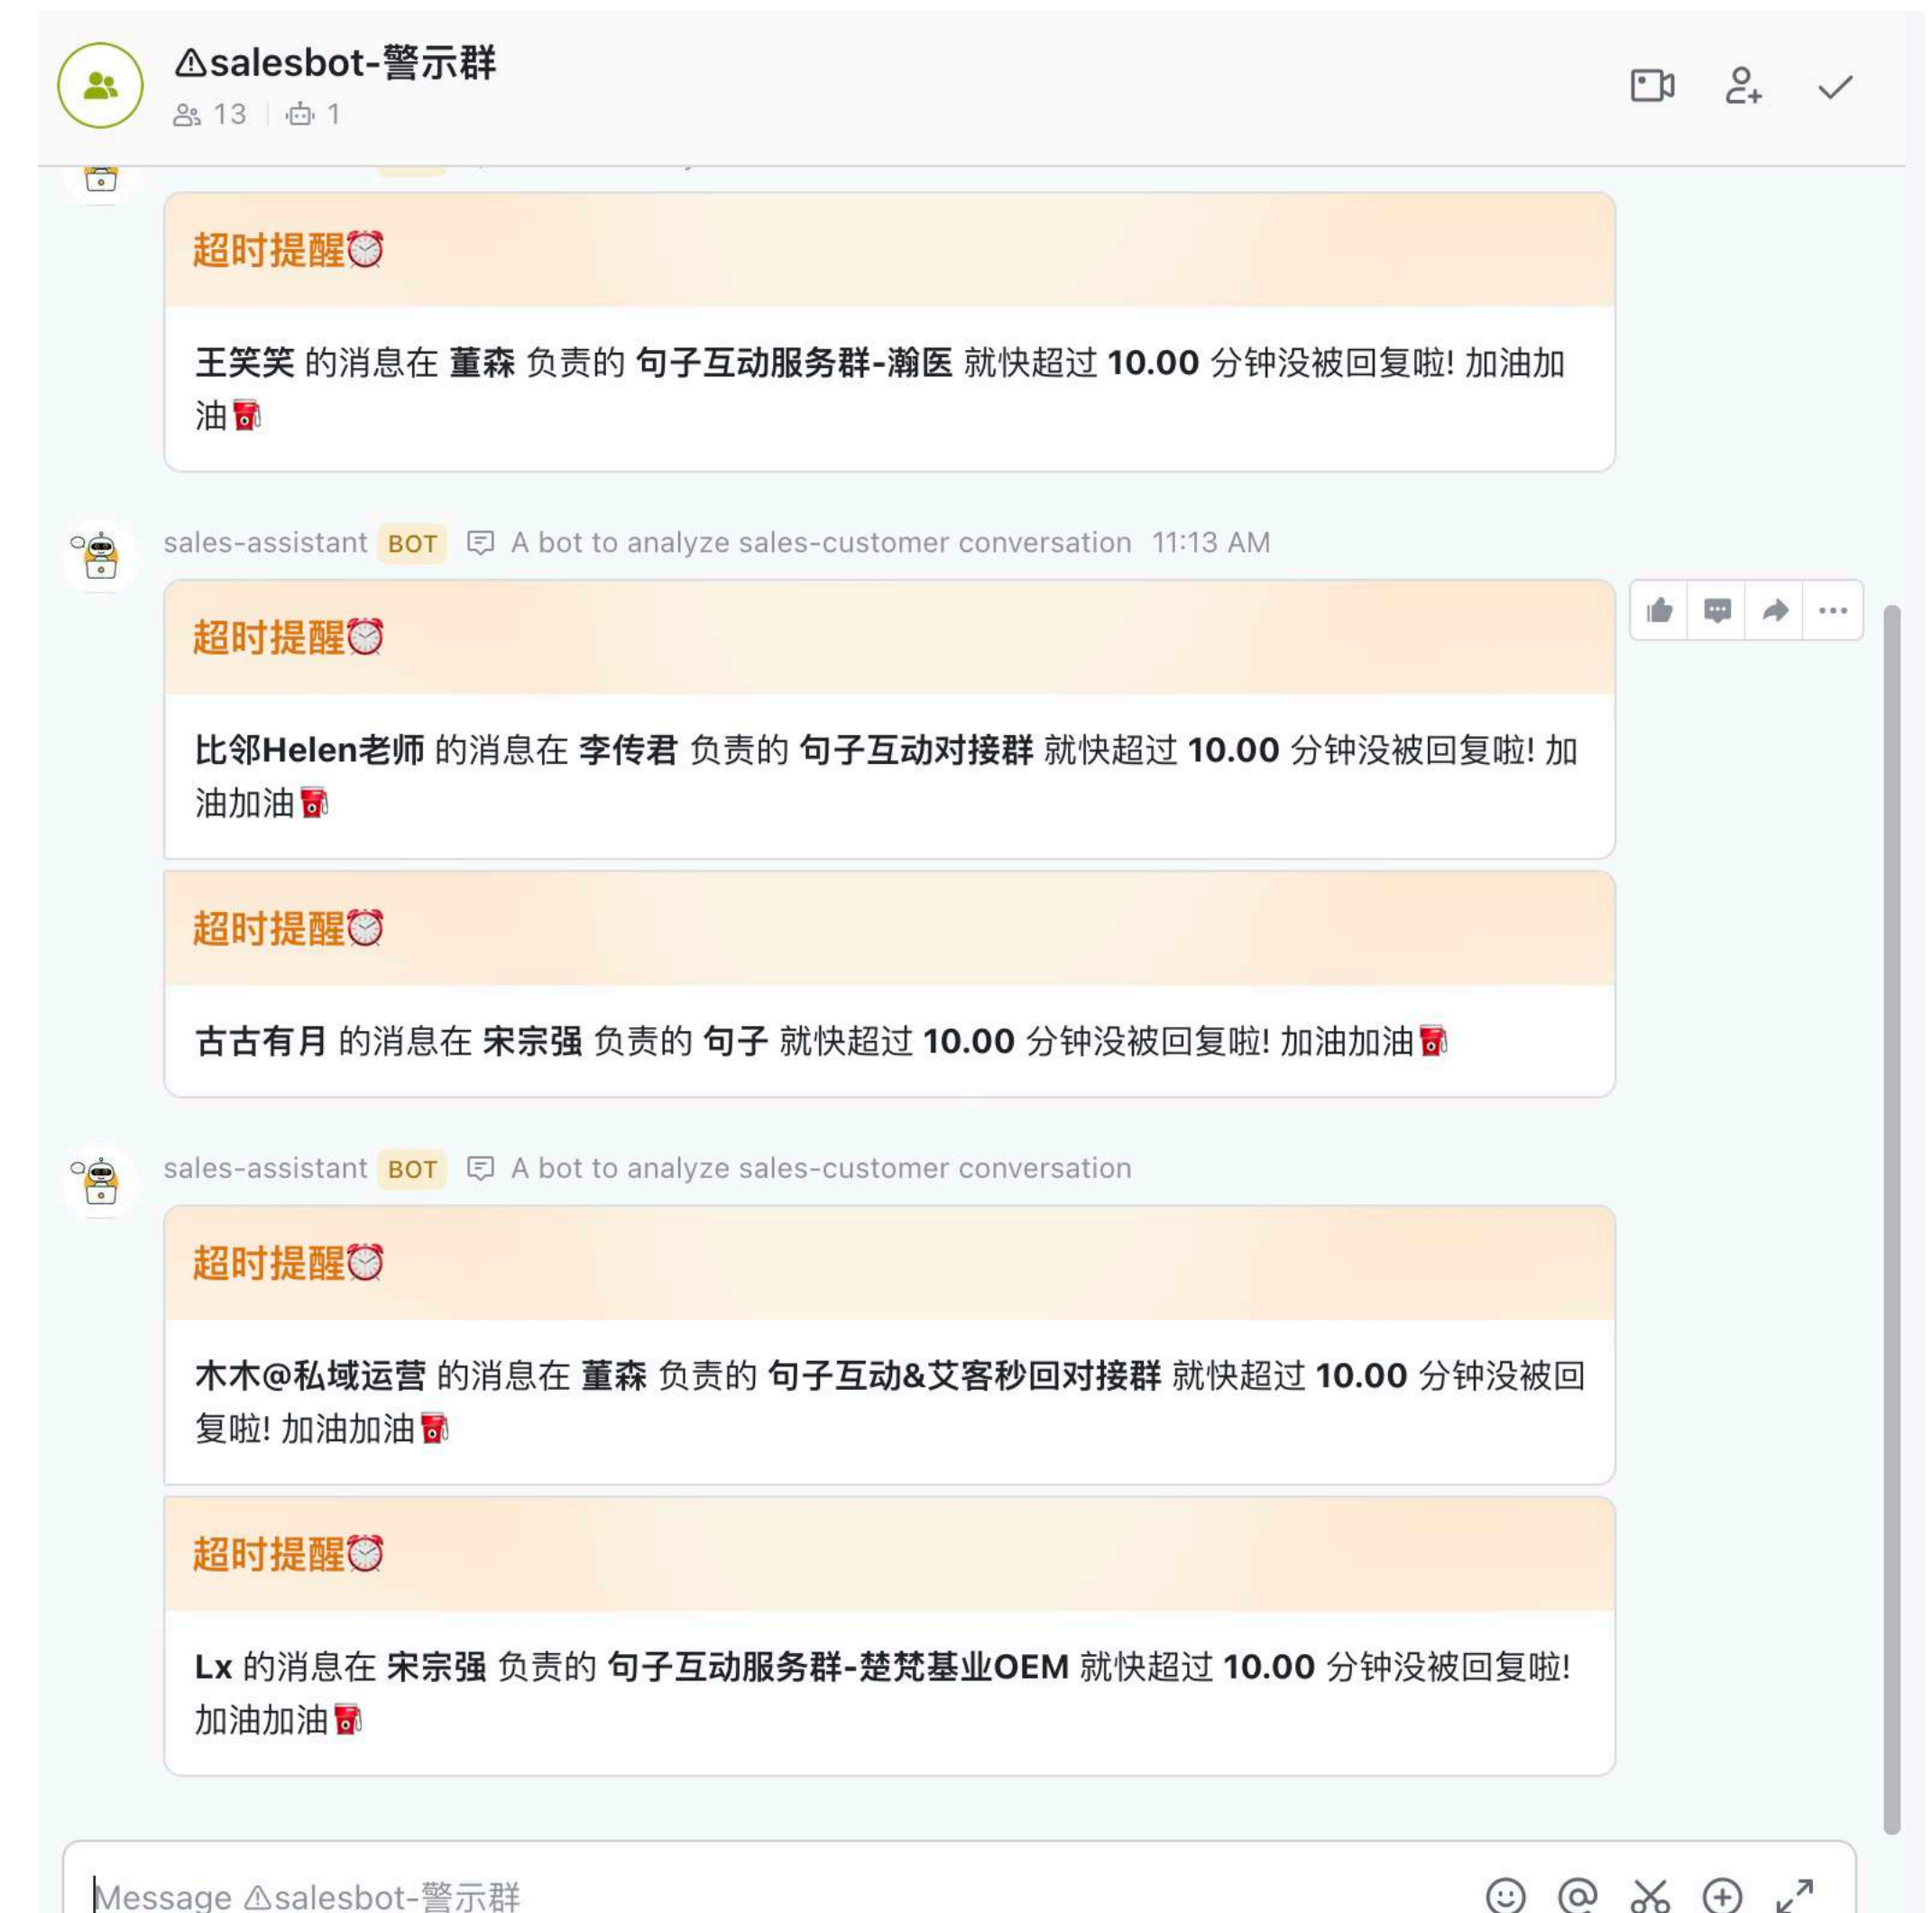 ⚠salesbot-警示群
13 | 1
超时提醒⏰
王笑笑 的消息在 董森 负责的 句子互动服务群-瀚医 就快超过 10.00 分钟没被回复啦! 加油加
油⛽
sales-assistant BOT A bot to analyze sales-customer conversation 11:13 AM
超时提醒⏰
比邻Helen老师 的消息在 李传君 负责的 句子互动对接群 就快超过 10.00 分钟没被回复啦! 加
油加油⛽
超时提醒⏰
古古有月 的消息在 宋宗强 负责的 句子 就快超过 10.00 分钟没被回复啦! 加油加油⛽
sales-assistant BOT A bot to analyze sales-customer conversation
超时提醒⏰
木木@私域运营 的消息在 董森 负责的 句子互动&艾客秒回对接群 就快超过 10.00 分钟没被回
复啦! 加油加油⛽
超时提醒⏰
Lx 的消息在 宋宗强 负责的 句子互动服务群-楚梵基业OEM 就快超过 10.00 分钟没被回复啦!
加油加油⛽
Message ⚠salesbot-警示群